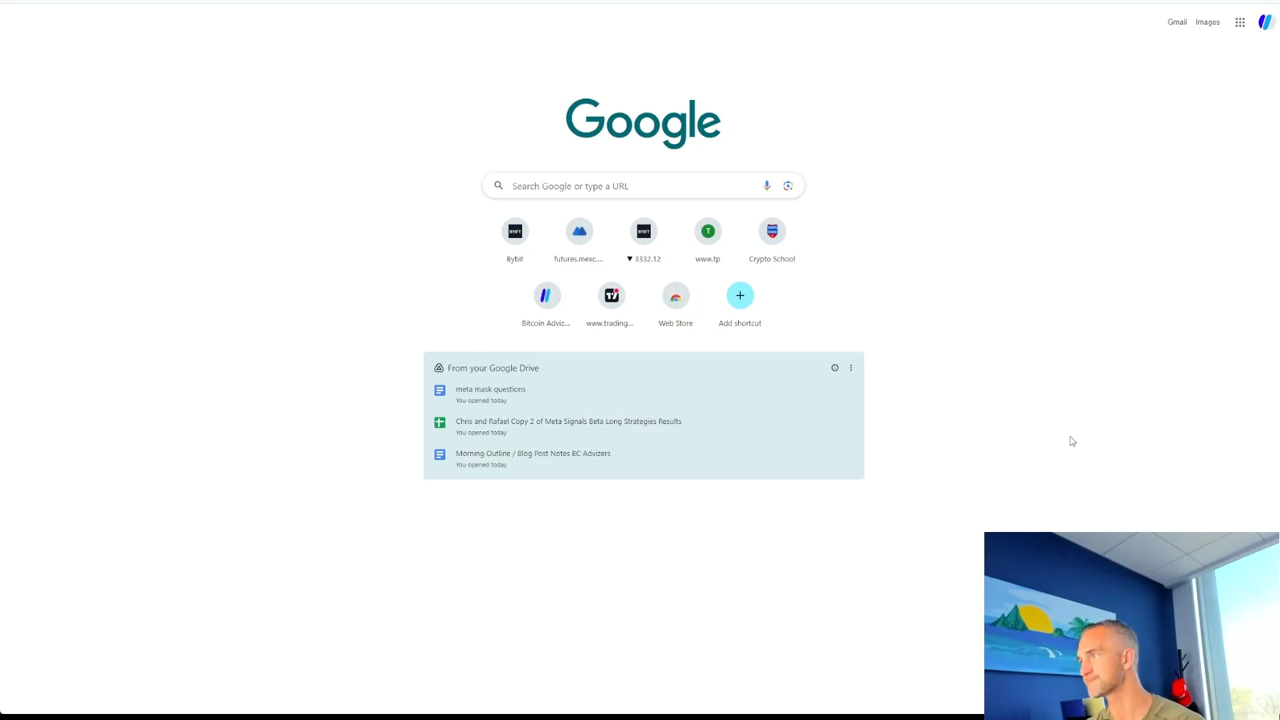 Gmail Images
Google
Search Google or type a URL
Bybit
futures.mexc....
▼ 3332.12
www.tp
Crypto School
Bitcoin Adviz...
www.trading...
Web Store
Add shortcut
From your Google Drive
meta mask questions
You opened today
Chris and Rafael Copy 2 of Meta Signals Beta Long Strategies Results
You opened today
Morning Outline / Blog Post Notes BC Advizers
You opened today